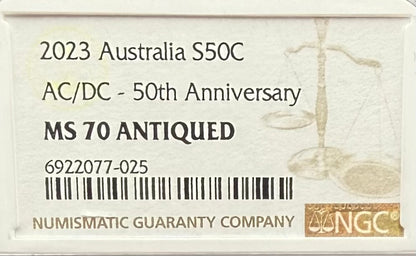 2023 Australia S50C
AC/DC - 50th Anniversary
MS 70 ANTIQUED
6922077-025
NUMISMATIC GUARANTY COMPANY NGC®